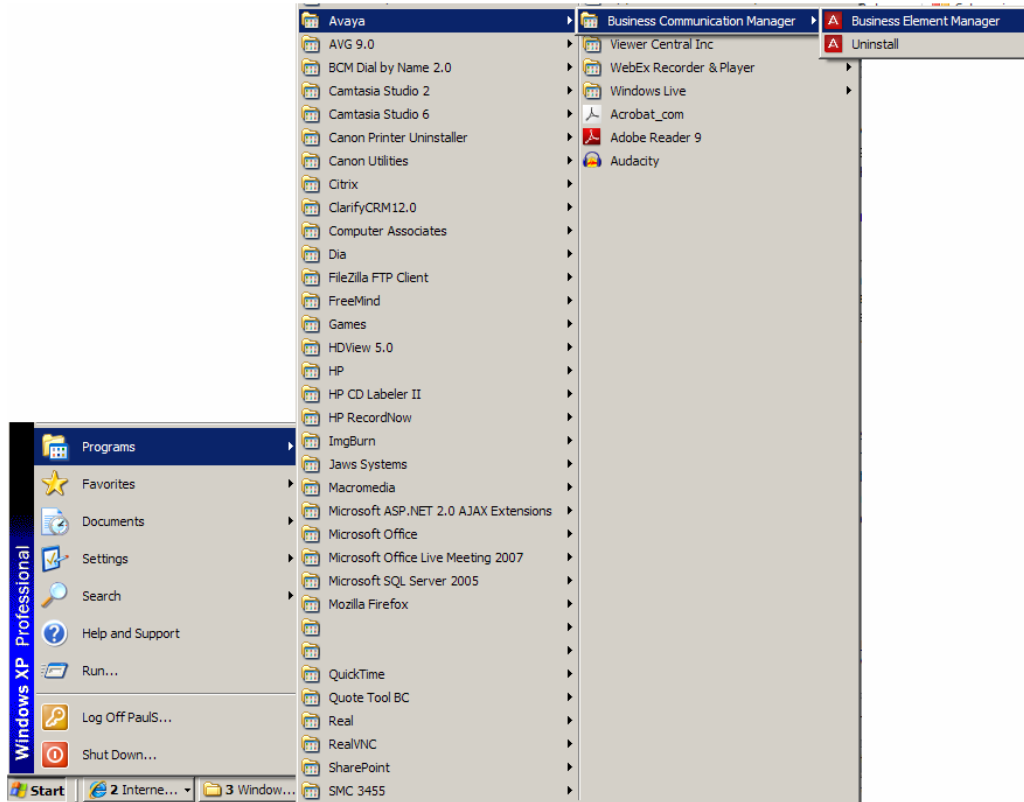 Avaya
AVG 9.0
BCM Dial by Name 2.0
Camtasia Studio 2
Camtasia Studio 6
Canon Printer Uninstaller
Canon Utilities
Citrix
ClarifyCRM12.0
Computer Associates
Dia
FileZilla FTP Client
FreeMind
Games
HDView 5.0
HP
HP CD Labeler II
HP RecordNow
ImgBurn
Jaws Systems
Macromedia
Microsoft ASP.NET 2.0 AJAX Extensions
Microsoft Office
Microsoft Office Live Meeting 2007
Microsoft SQL Server 2005
Mozilla Firefox
QuickTime
Quote Tool BC
Real
RealVNC
SharePoint
SMC 3455
Business Communication Manager
Viewer Central Inc
WebEx Recorder & Player
Windows Live
Acrobat_com
Adobe Reader 9
Audacity
Business Element Manager
Uninstall
Windows XP Professional
Programs
Favorites
Documents
Settings
Search
Help and Support
Run...
Log Off PaulS...
Shut Down...
Start
2 Interne...
3 Window...